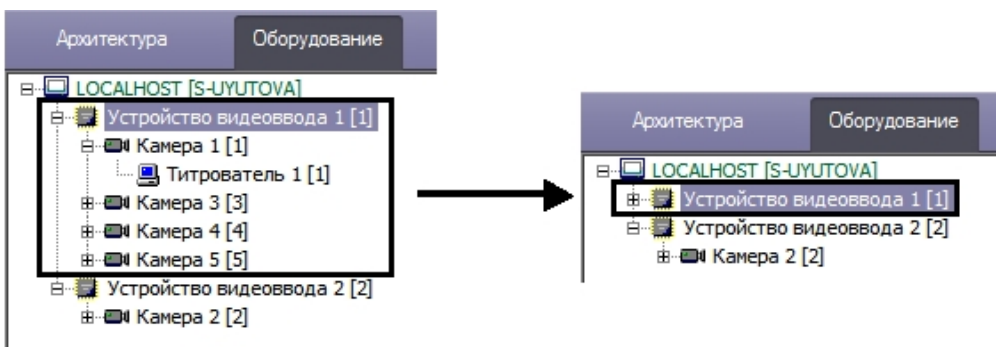 Архитектура Оборудование
LOCALHOST [S-UYUTOVA]
Устройство видеоввода 1 [1]
Камера 1 [1]
Титрователь 1 [1]
Камера 3 [3]
Камера 4 [4]
Камера 5 [5]
Устройство видеоввода 2 [2]
Камера 2 [2]
Архитектура Оборудование
LOCALHOST [S-UYUTOVA]
Устройство видеоввода 1 [1]
Устройство видеоввода 2 [2]
Камера 2 [2]